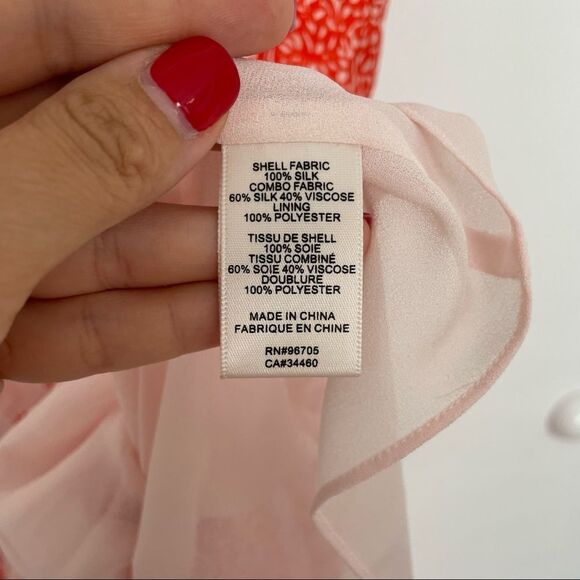 SHELL FABRIC
100% SILK
COMBO FABRIC
60% SILK 40% VISCOSE
LINING
100% POLYESTER
TISSU DE SHELL
100% SOIE
TISSU COMBINÉ
60% SOIE 40% VISCOSE
DOUBLURE
100% POLYESTER
MADE IN CHINA
FABRIQUE EN CHINE
RN#96705
CA#34460